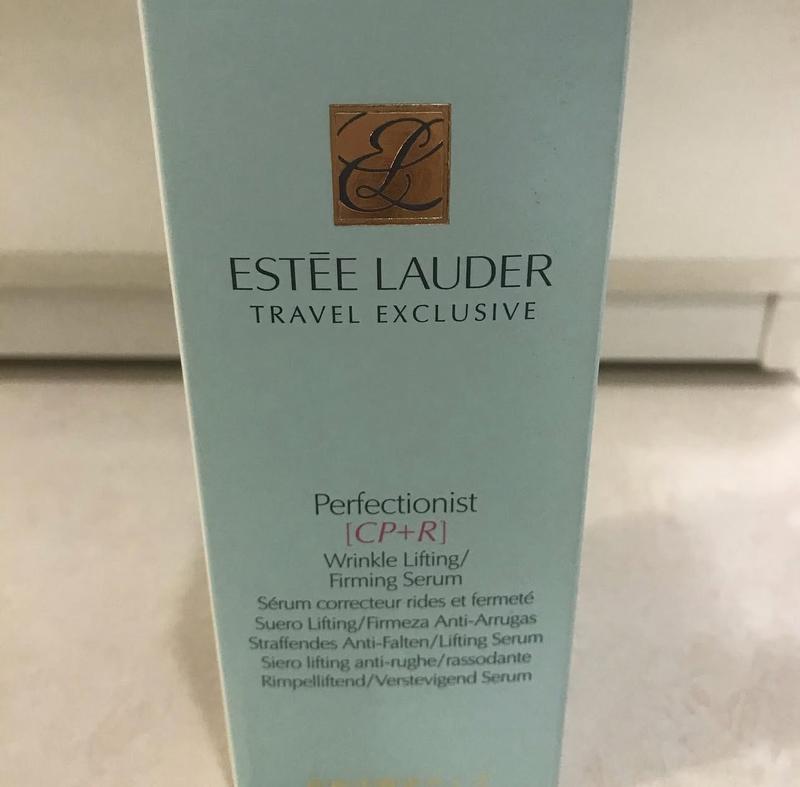 EL
ESTĒE LAUDER
TRAVEL EXCLUSIVE
Perfectionist
[CP+R]
Wrinkle Lifting/
Firming Serum
Sérum correcteur rides et fermeté
Suero Lifting/Firmeza Anti-Arrugas
Straffendes Anti-Falten/Lifting Serum
Siero lifting anti-rughe/rassodante
Rimpelliftend/Verstevigend Serum